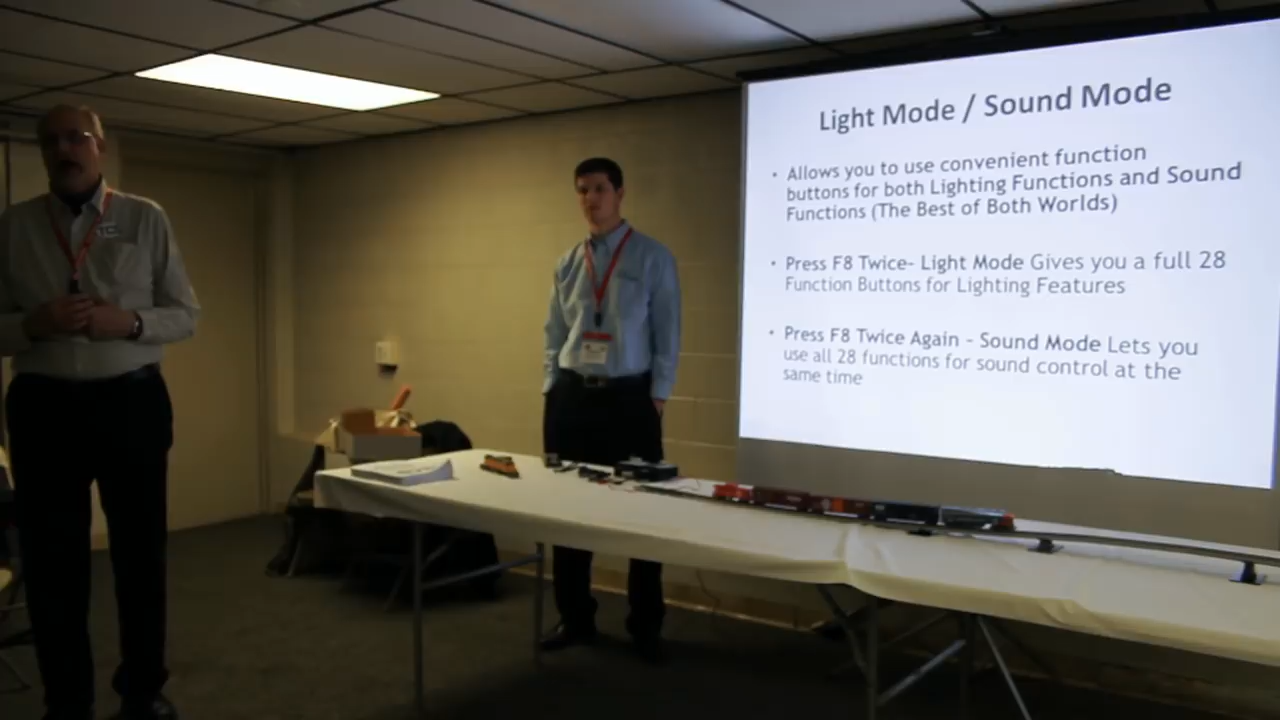 Light Mode / Sound Mode
• Allows you to use convenient function
buttons for both Lighting Functions and Sound
Functions (The Best of Both Worlds)
• Press F8 Twice- Light Mode Gives you a full 28
Function Buttons for Lighting Features
• Press F8 Twice Again - Sound Mode Lets you
use all 28 functions for sound control at the
same time